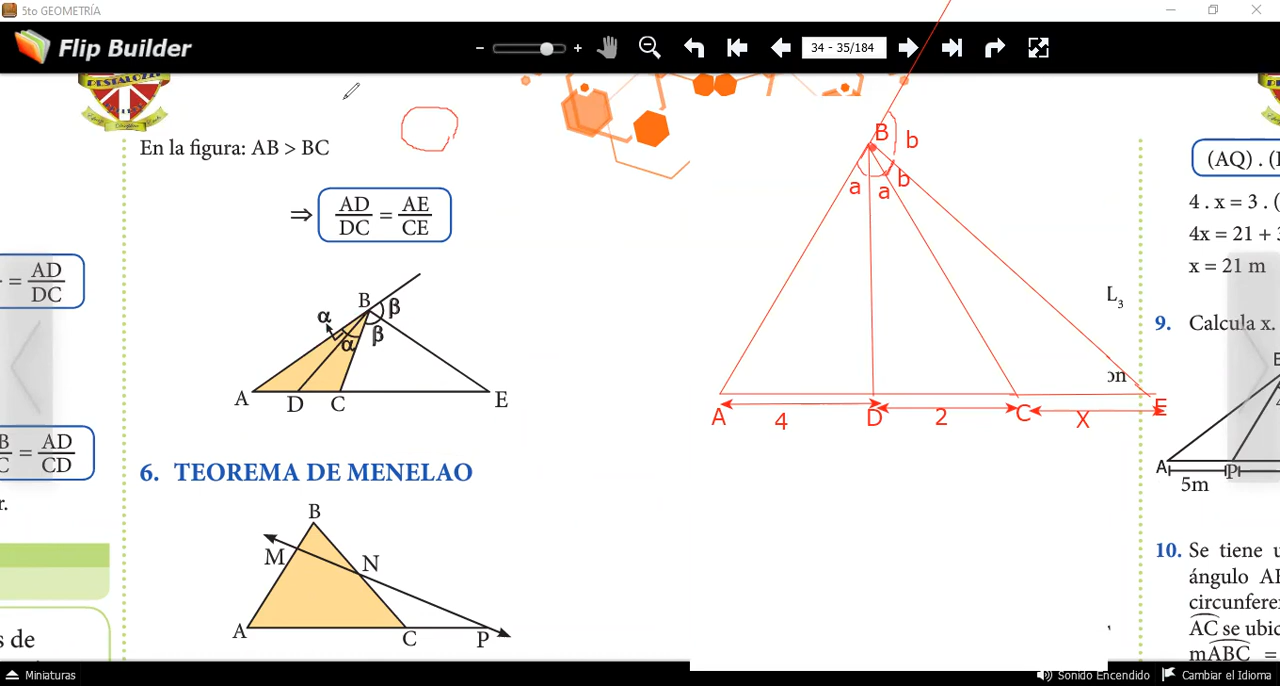 5to GEOMETRÍA
Flip Builder
34 - 35/184
En la figura: AB > BC
⇒ AD/DC = AE/CE
B
α
α
β
β
A D C E
6. TEOREMA DE MENELAO
B
M
N
A C P
= AD/DC
= AD/CD
r.
s de
B
b
b
a
a
A 4 D 2 C X E
L₃
on
(AQ) . (
4 . x = 3 . (
4x = 21 + 3
x = 21 m
9. Calcula x.
A P
5m
10. Se tiene u
ángulo AB
circunfere
AC se ubic
mABC =
Miniaturas
Sonido Encendido
Cambiar el Idioma